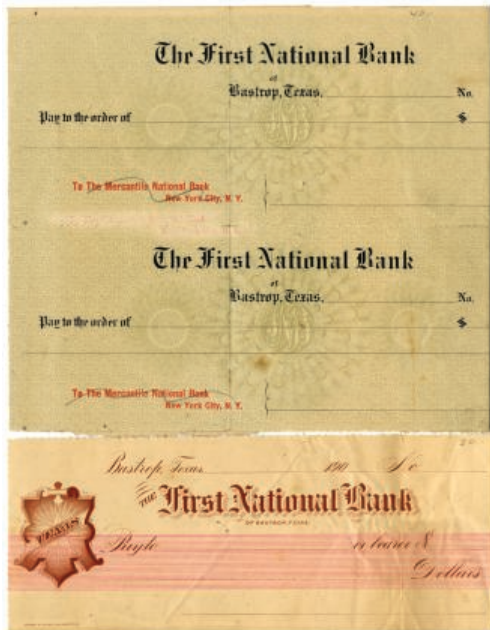 The First National Bank
of
Bastrop, Texas, No.
Pay to the order of $
To The Mercantile National Bank
New York City, N. Y.
The First National Bank
of
Bastrop, Texas, No.
Pay to the order of $
To The Mercantile National Bank
New York City, N. Y.
Bastrop, Texas 190 No
THE First National Bank
OF BASTROP, TEXAS.
Pay to or bearer $
Dollars